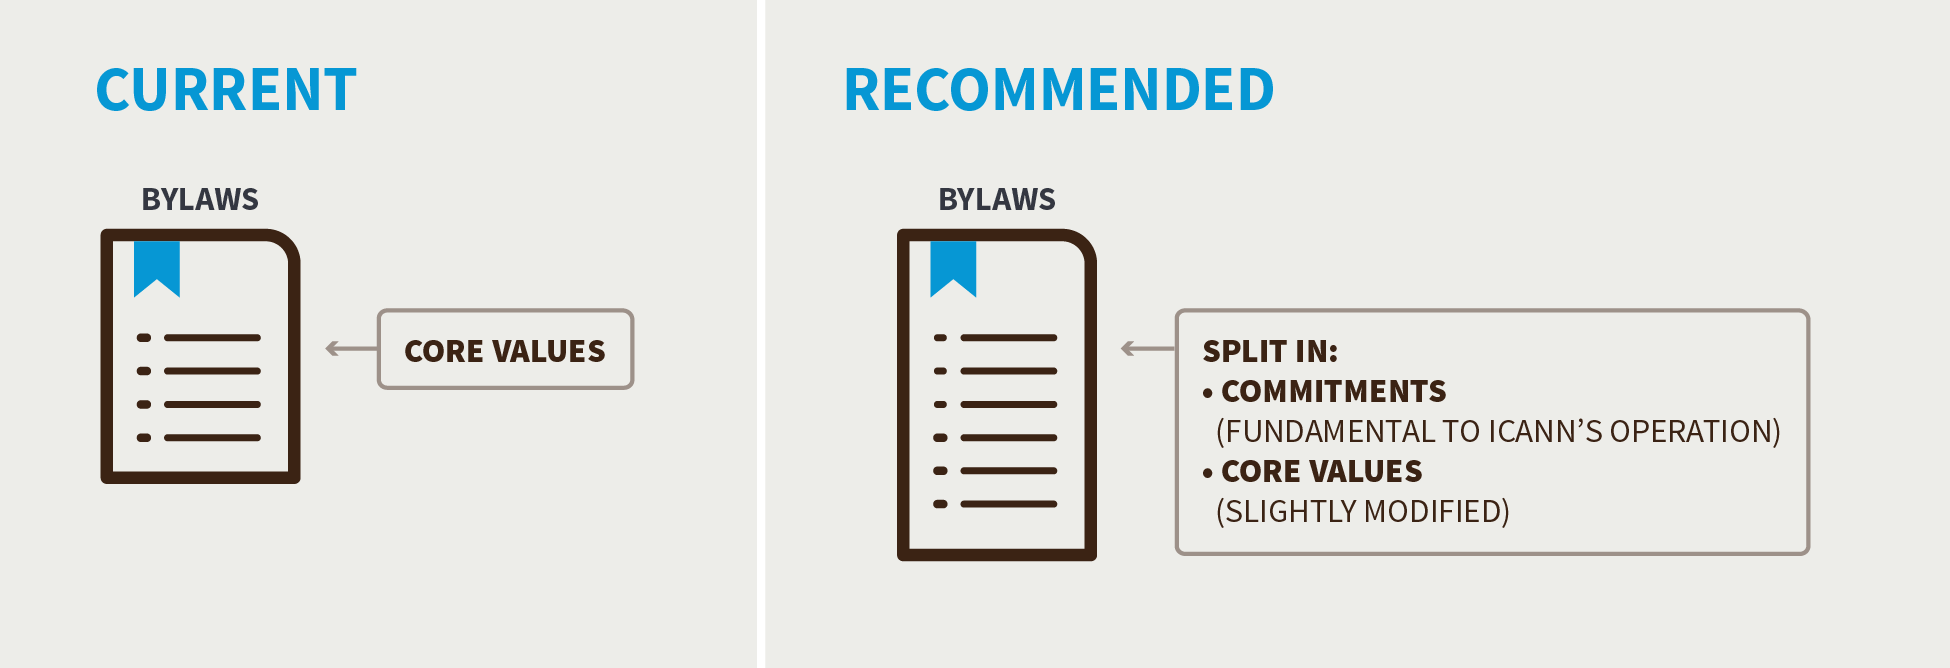 CURRENT
BYLAWS
CORE VALUES
RECOMMENDED
BYLAWS
SPLIT IN:
• COMMITMENTS
(FUNDAMENTAL TO ICANN’S OPERATION)
• CORE VALUES
(SLIGHTLY MODIFIED)